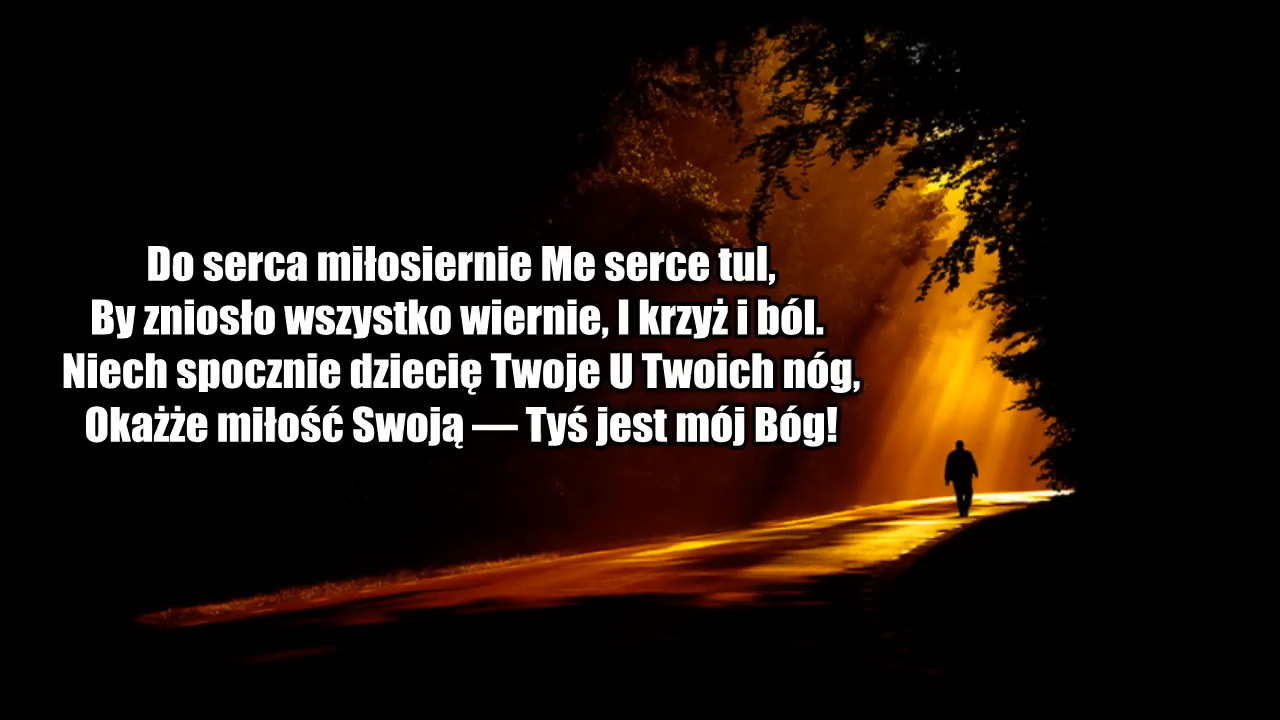 Do serca miłosiernie Me serce tul,
By zniosło wszystko wiernie, I krzyż i ból.
Niech spocznie dziecię Twoje U Twoich nóg,
Okażże miłość Swoją — Tyś jest mój Bóg!